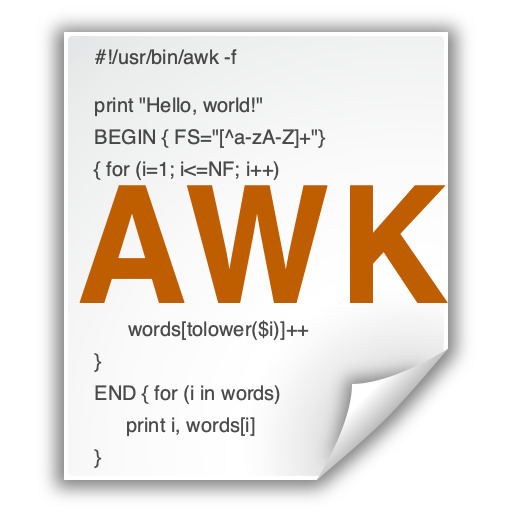 #!/usr/bin/awk -f
print "Hello, world!"
BEGIN { FS="[^a-zA-Z]+"}
{ for (i=1; i<=NF; i++)
AWK
words[tolower($i)]++
}
END { for (i in words)
print i, words[i]
}